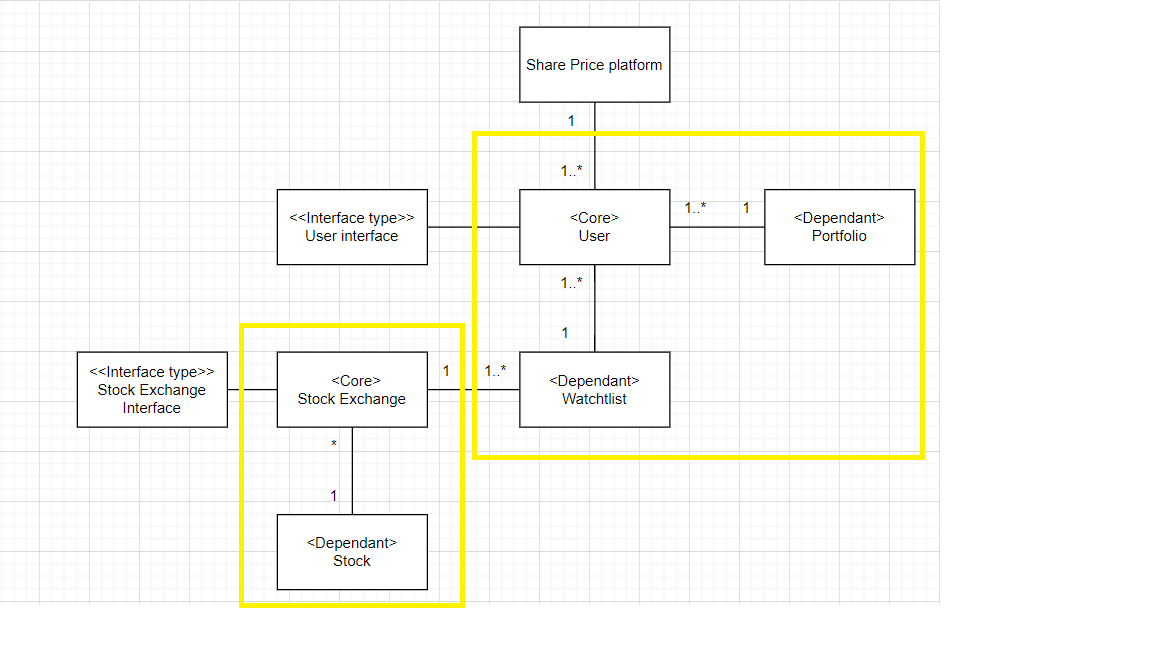 Share Price platform
1
1..*
<<Interface type>>
User interface
<Core>
User
1..*
1
<Dependant>
Portfolio
1..*
1
<<Interface type>>
Stock Exchange
Interface
<Core>
Stock Exchange
1
1..*
<Dependant>
Watchtlist
*
1
<Dependant>
Stock